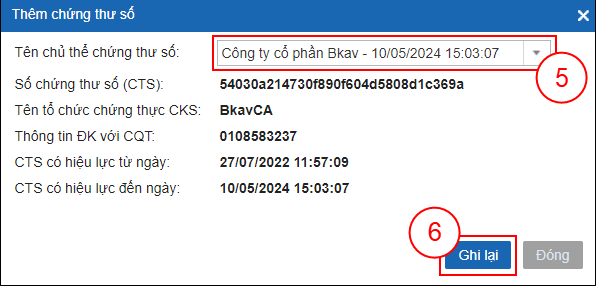 Thêm chứng thư số
Tên chủ thể chứng thư số: Công ty cổ phần Bkav - 10/05/2024 15:03:07
5
Số chứng thư số (CTS): 54030a214730f890f604d5808d1c369a
Tên tổ chức chứng thực CKS: BkavCA
Thông tin ĐK với CQT: 0108583237
CTS có hiệu lực từ ngày: 27/07/2022 11:57:09
CTS có hiệu lực đến ngày: 10/05/2024 15:03:07
6
Ghi lại Đóng